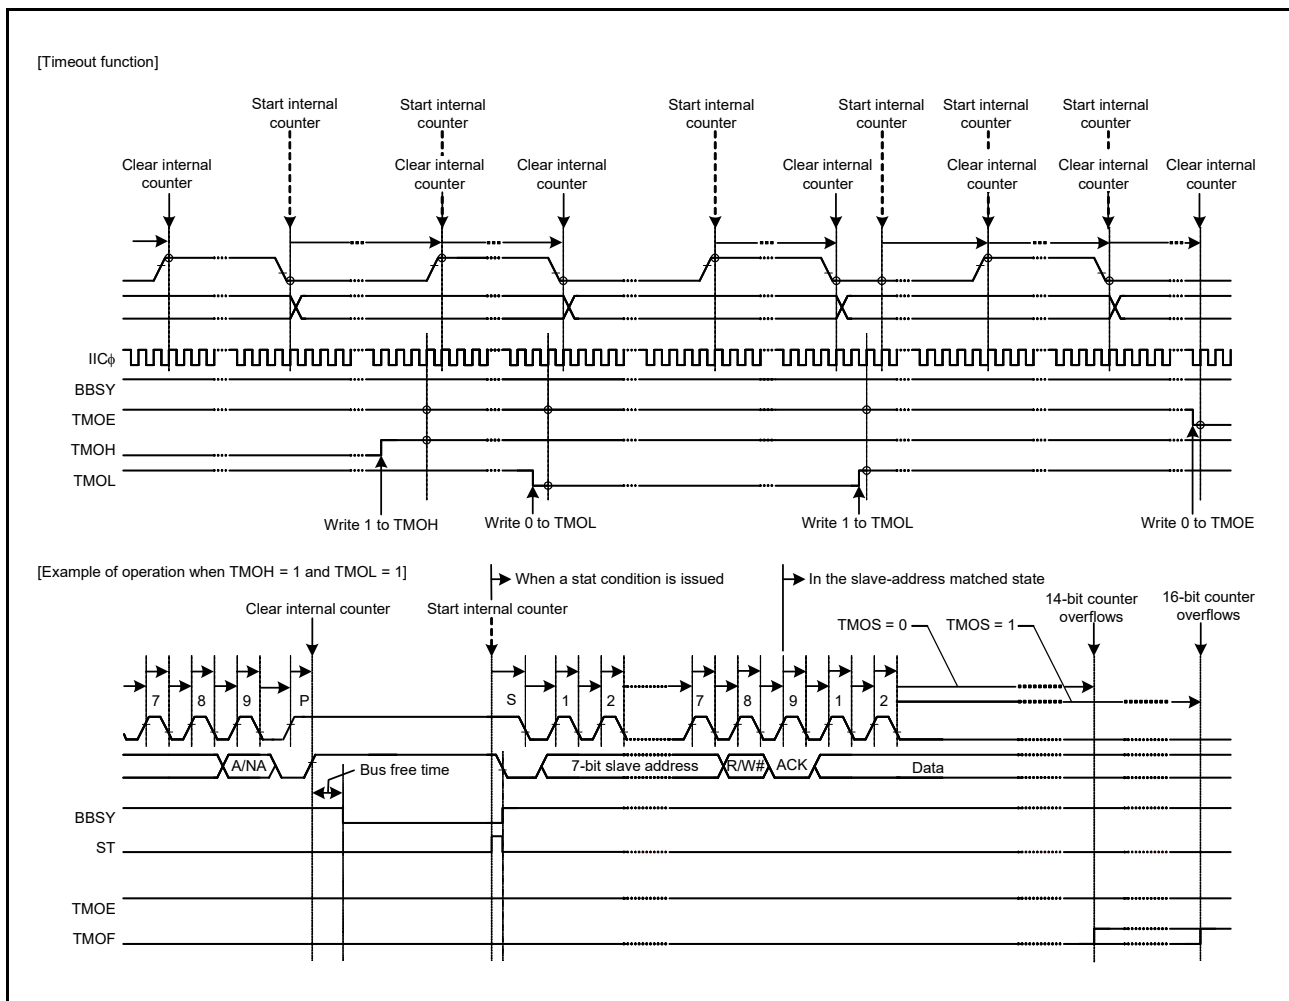 [Timeout function]
Start internal
counter
Start internal
counter
Start internal
counter
Start internal
counter
Start internal
counter
Start internal
counter
Clear internal
counter
Clear internal
counter
Clear internal
counter
Clear internal
counter
Clear internal
counter
Clear internal
counter
Clear internal
counter
IICφ
BBSY
TMOE
TMOH
TMOL
Write 1 to TMOH
Write 0 to TMOL
Write 1 to TMOL
Write 0 to TMOE
[Example of operation when TMOH = 1 and TMOL = 1]
When a stat condition is issued
In the slave-address matched state
Clear internal counter
Start internal counter
TMOS = 0
TMOS = 1
14-bit counter
overflows
16-bit counter
overflows
7 8 9 P S 1 2 7 8 9 1 2
A/NA
7-bit slave address
R/W#
ACK
Data
Bus free time
BBSY
ST
TMOE
TMOF